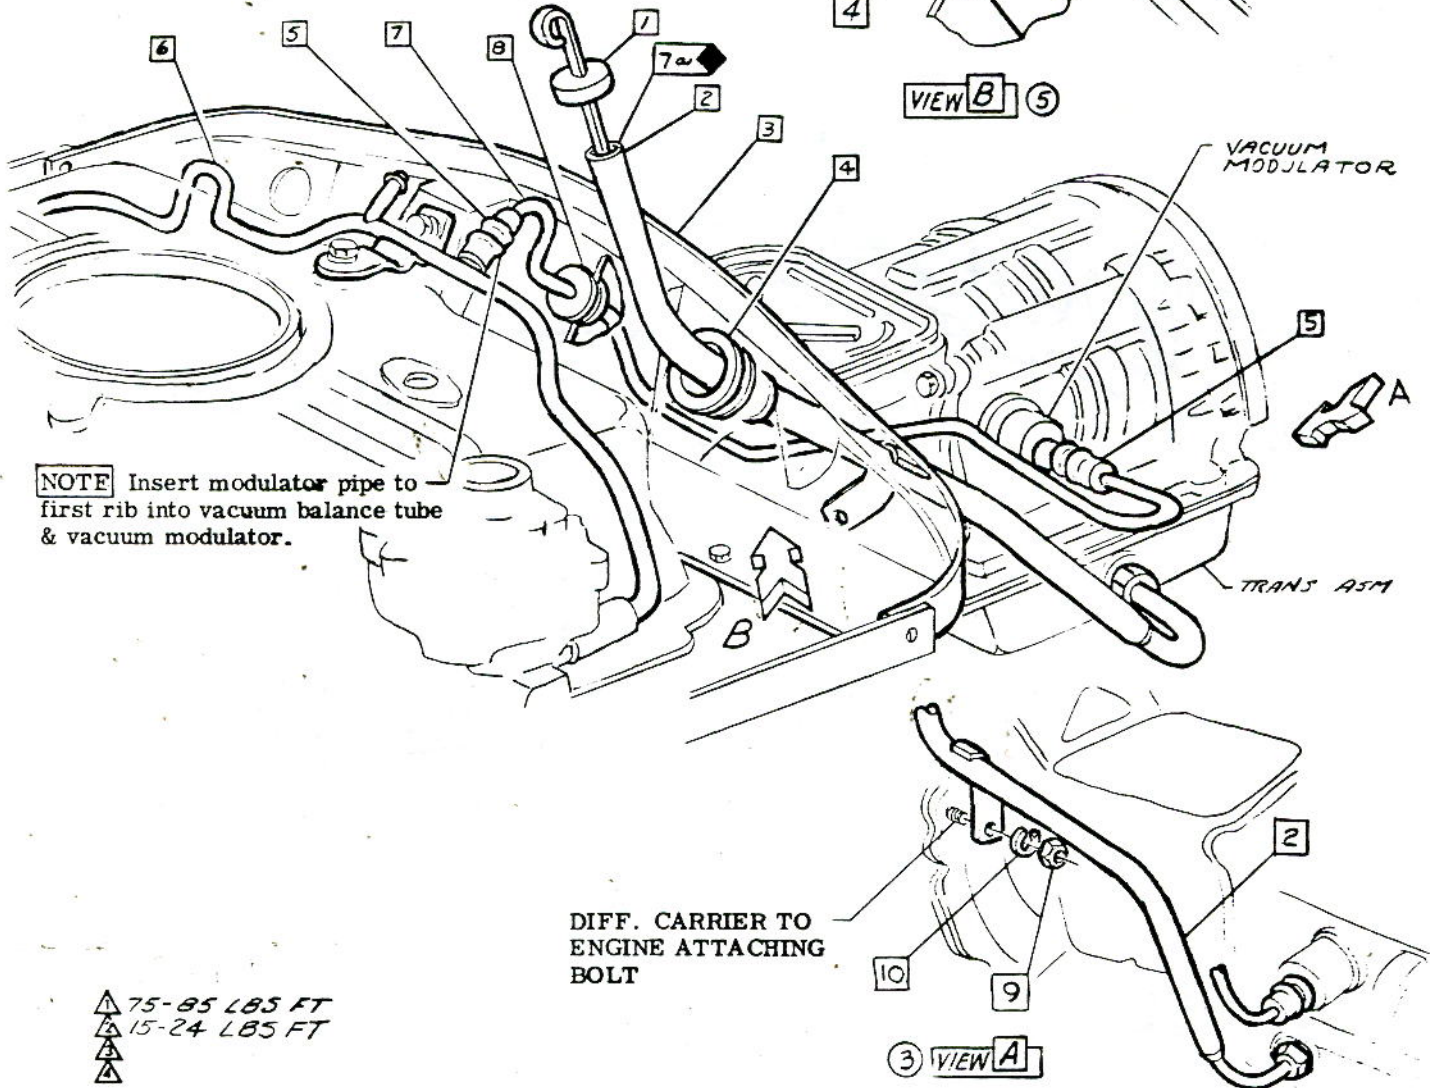 4
1
5
7
6
8
7a
2
VIEW B 5
3
VACUUM
MODULATOR
4
5
A
NOTE Insert modulator pipe to
first rib into vacuum balance tube
& vacuum modulator.
TRANS ASM
B
2
DIFF. CARRIER TO
ENGINE ATTACHING
BOLT
10
9
1 75-85 LBS FT
2 15-24 LBS FT
3
4
3 VIEW A